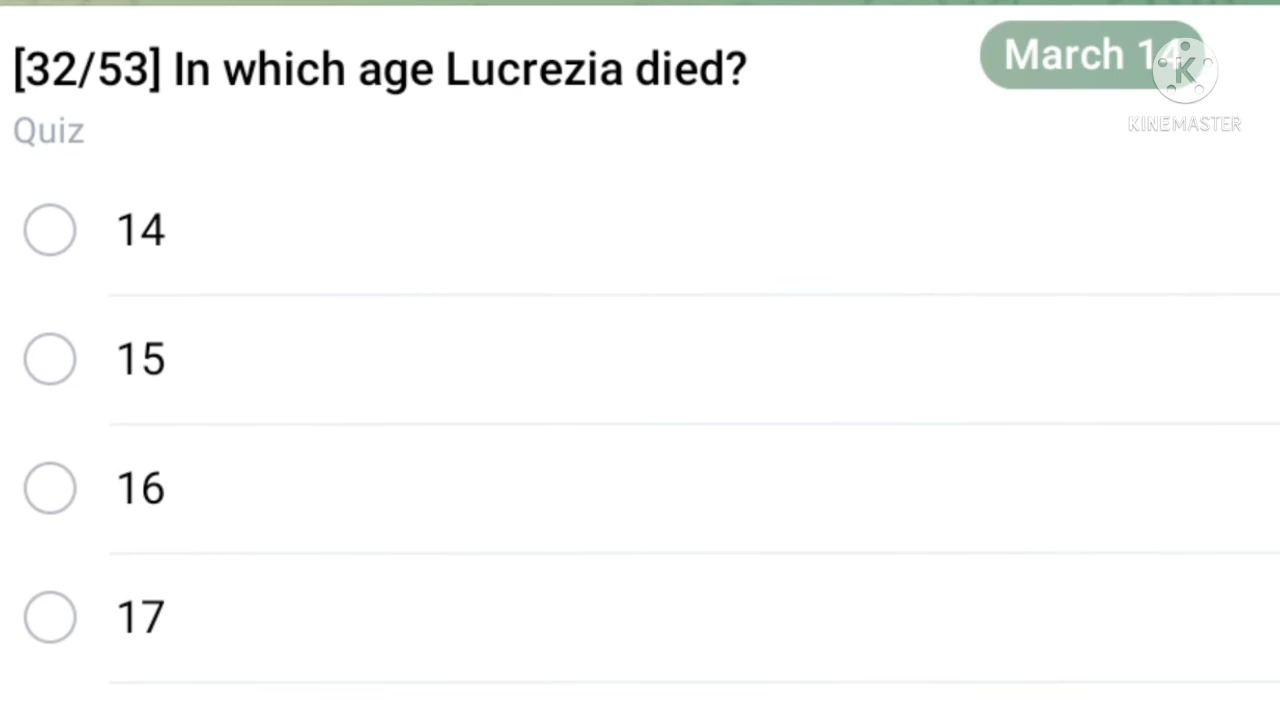 [32/53] In which age Lucrezia died?
March 14
Quiz
KINEMASTER
14
15
16
17